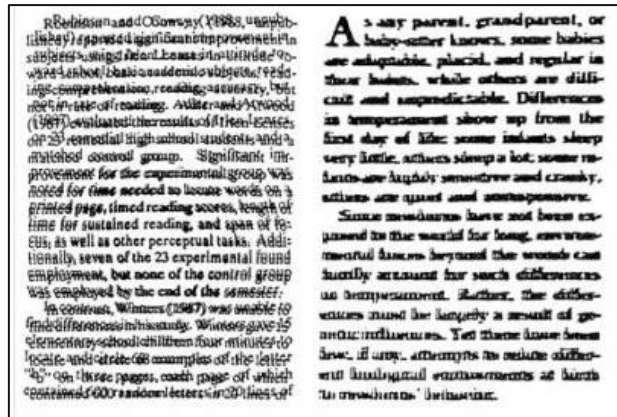 Robinson and Conway (1988, unpub-
lished) reported significant improvement in
subjects using Irlen Lenses in attitude to-
ward school, basic academic subjects, read-
ing comprehension, reading accuracy, but
not in rate of reading. and Atwood
(1987) evaluated the results of Irlen Lenses
on 23 remedial high school students and a
matched control group. Significant im-
provement for the experimental group was
noted for time needed to locate words on a
printed page, timed reading scores, length of
time for sustained reading, and span of fo-
cus, as well as other perceptual tasks. Addi-
tionally, seven of the 23 experimental found
employment, but none of the control group
was employed by the end of the semester.
In contrast, Winters (1987) was unable to
find differences in his study. Winters gave 15
elementary school children four minutes to
locate and circle 68 examples of the letter
"b" on three pages, each page of which
contained 600 random letters in 20 lines of
As any parent, grandparent, or
baby-sitter knows, some babies
are adaptable, placid, and regular in
their habits, while others are diffi-
cult and unpredictable. Differences
in temperament show up from the
first day of life: some infants sleep
very little, others sleep a lot; some in-
fants are highly sensitive and cranky,
others are quiet and unresponsive.
Since newborns have not been ex-
posed to the world for long, environ-
mental forces beyond the womb can
hardly account for such differences
in temperament. Rather, the differ-
ences must be largely a result of ge-
netic influences. Yet there have been
few, if any, attempts to relate differ-
ent biological endowments at birth
to newborns' behavior.